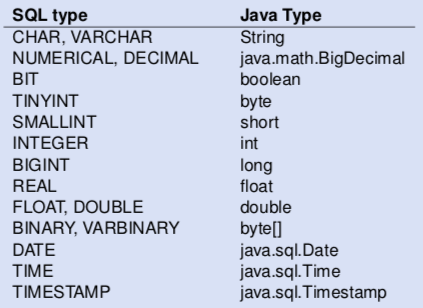 SQL type Java Type
CHAR, VARCHAR String
NUMERICAL, DECIMAL java.math.BigDecimal
BIT boolean
TINYINT byte
SMALLINT short
INTEGER int
BIGINT long
REAL float
FLOAT, DOUBLE double
BINARY, VARBINARY byte[]
DATE java.sql.Date
TIME java.sql.Time
TIMESTAMP java.sql.Timestamp